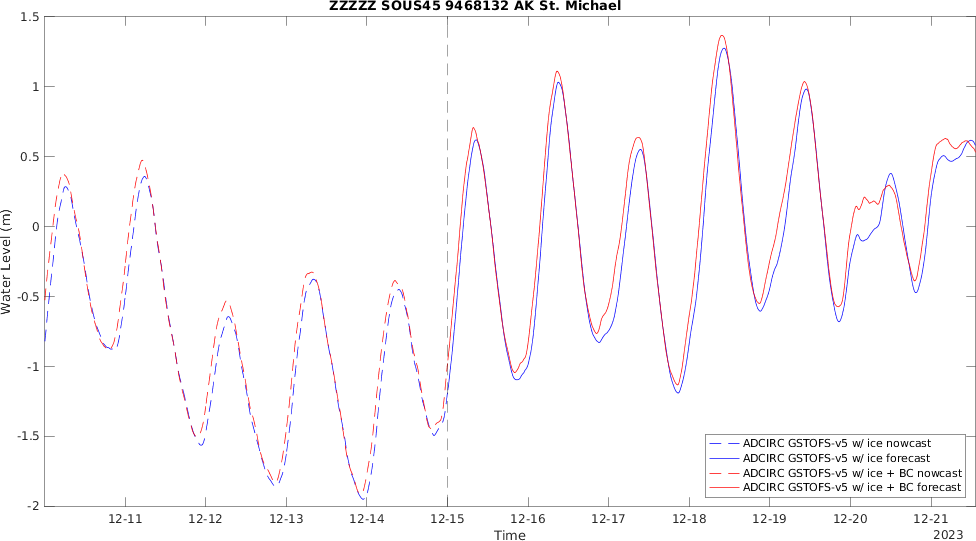 ZZZZZ SOUS45 9468132 AK St. Michael
Water Level (m)
1.5
1
0.5
0
-0.5
-1
-1.5
-2
12-11
12-12
12-13
12-14
12-15
12-16
12-17
12-18
12-19
12-20
12-21
2023
Time
ADCIRC GSTOFS-v5 w/ ice nowcast
ADCIRC GSTOFS-v5 w/ ice forecast
ADCIRC GSTOFS-v5 w/ ice + BC nowcast
ADCIRC GSTOFS-v5 w/ ice + BC forecast